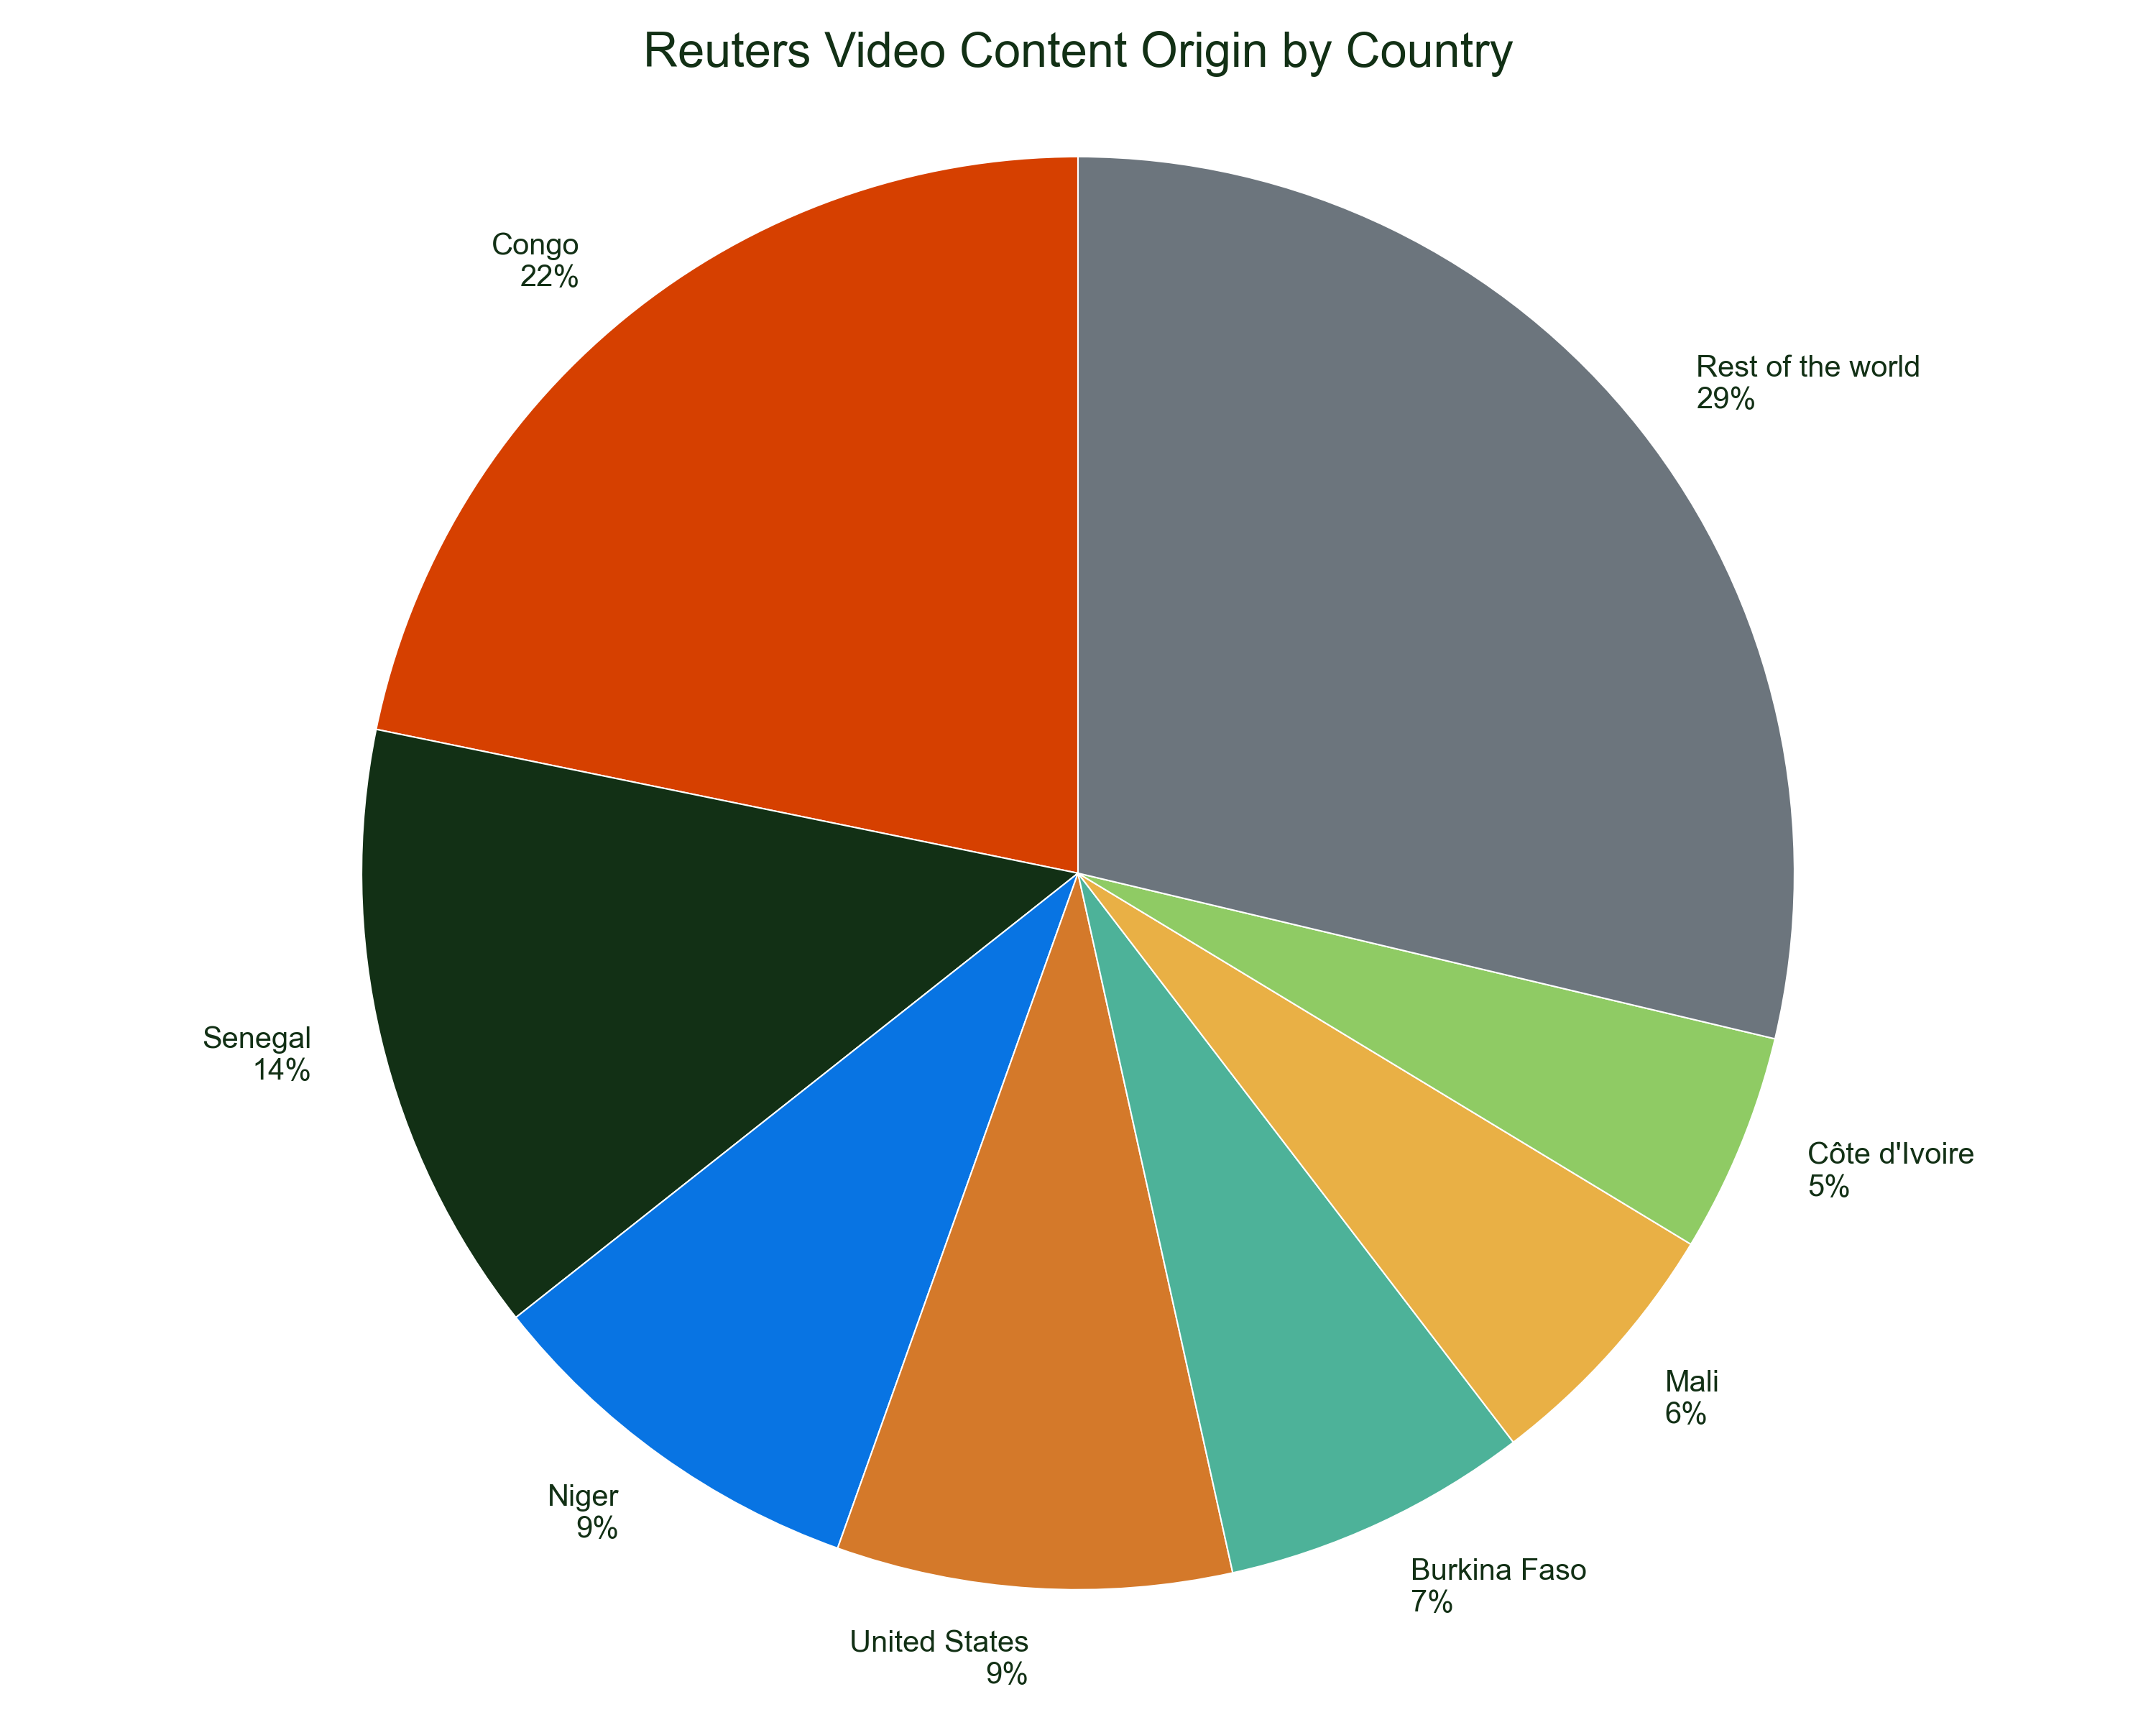 Reuters Video Content Origin by Country
Congo
22%
Rest of the world
29%
Senegal
14%
Côte d'Ivoire
5%
Mali
6%
Niger
9%
Burkina Faso
7%
United States
9%